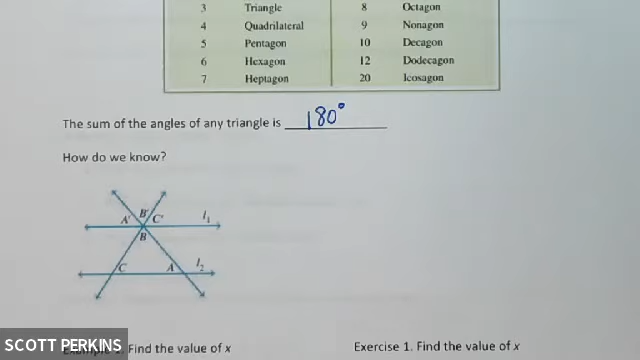 3 Triangle 8 Octagon
4 Quadrilateral 9 Nonagon
5 Pentagon 10 Decagon
6 Hexagon 12 Dodecagon
7 Heptagon 20 Icosagon
The sum of the angles of any triangle is 180°
How do we know?
A' B' C' l₁
B
C A l₂
Find the value of x
Exercise 1. Find the value of x
SCOTT PERKINS